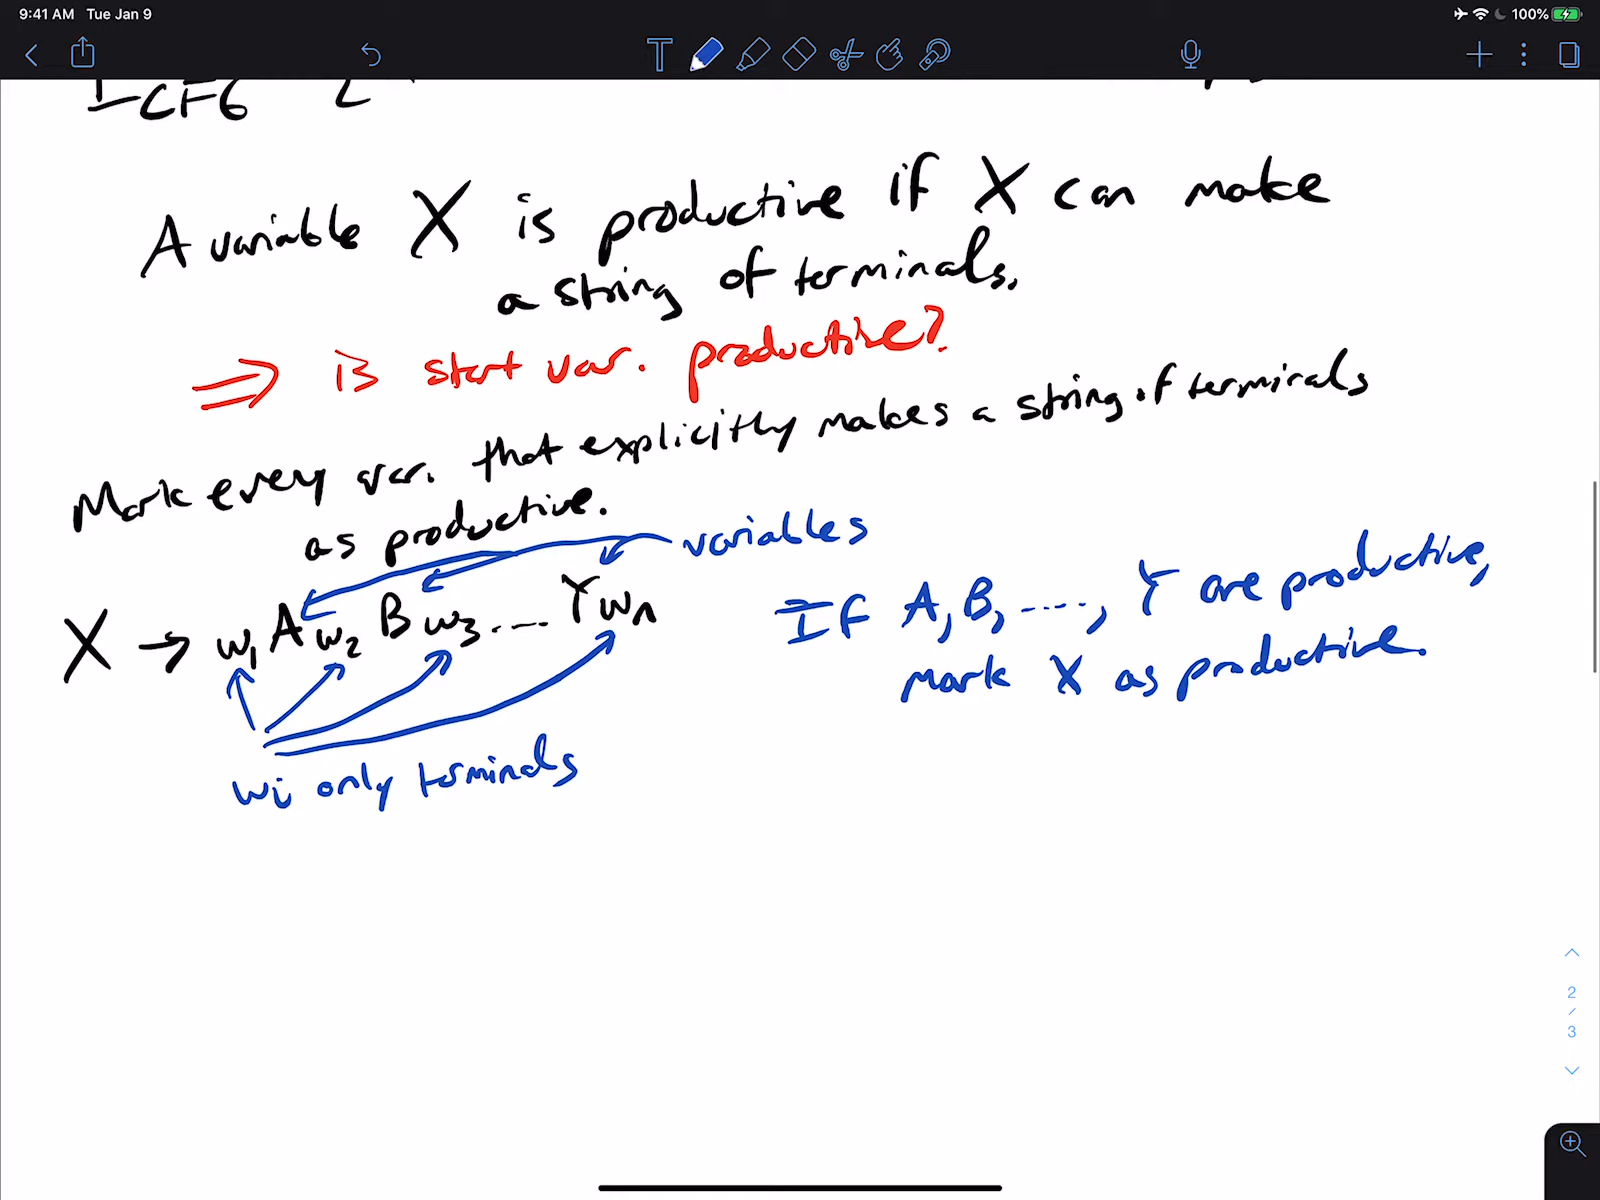 9:41 AM Tue Jan 9
100%
A variable X is productive if X can make
a string of terminals.
⇒ is start var. productive?
Mark every var. that explicitly makes a string of terminals
as productive.
variables
X → w₁ A w₂ B w₃ .... Y wₙ
If A, B, ....., Y are productive,
mark X as productive.
wi only terminals
2
/
3